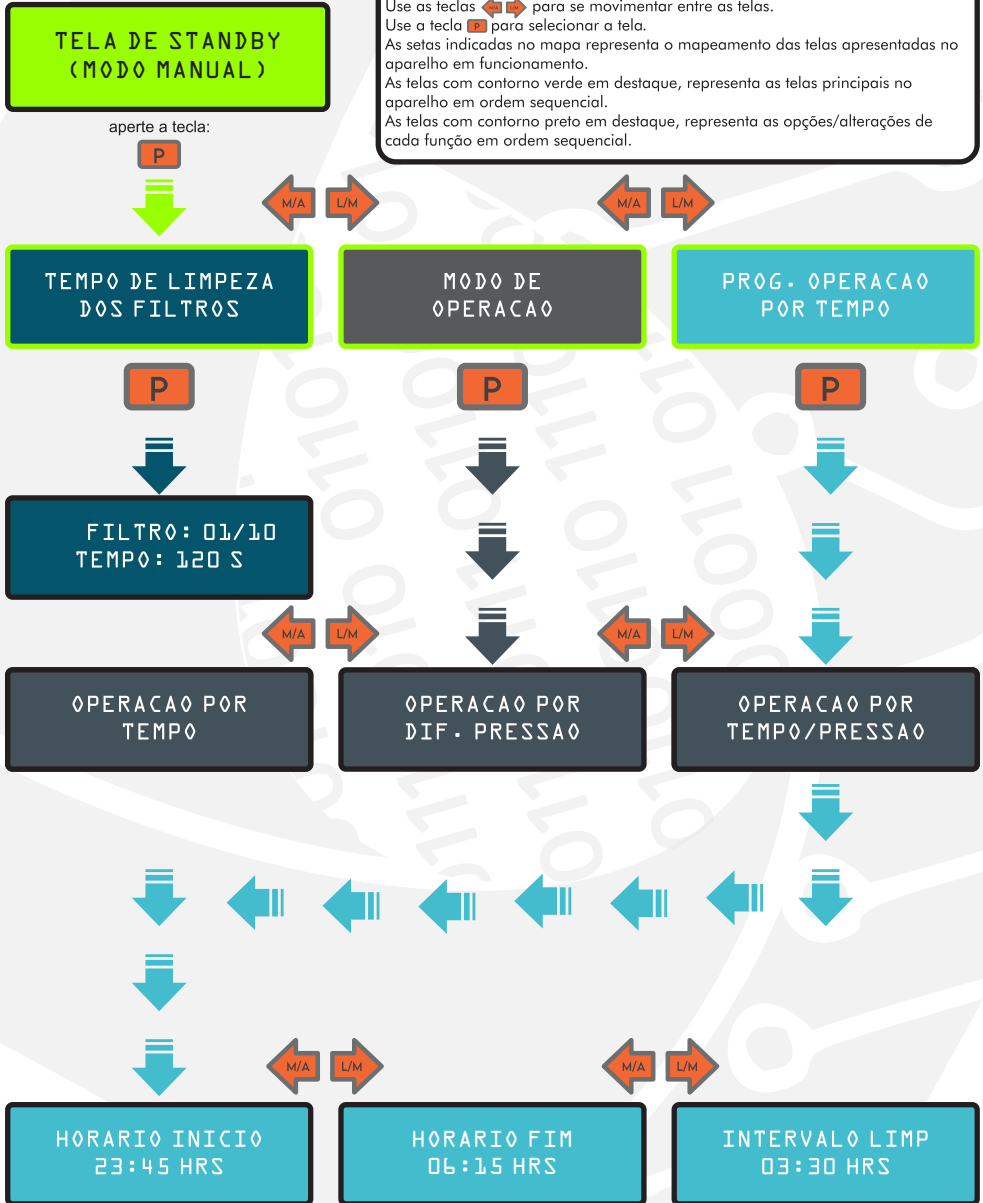 Use as teclas M/A L/M para se movimentar entre as telas.
Use a tecla P para selecionar a tela.
As setas indicadas no mapa representa o mapeamento das telas apresentadas no
aparelho em funcionamento.
As telas com contorno verde em destaque, representa as telas principais no
aparelho em ordem sequencial.
As telas com contorno preto em destaque, representa as opções/alterações de
cada função em ordem sequencial.
TELA DE STANDBY
(MODO MANUAL)
aperte a tecla:
P
M/A L/M M/A L/M
TEMPO DE LIMPEZA
DOS FILTROS
MODO DE
OPERACAO
PROG. OPERACAO
POR TEMPO
P P P
FILTRO: 01/10
TEMPO: 120 S
M/A L/M M/A L/M
OPERACAO POR
TEMPO
OPERACAO POR
DIF. PRESSAO
OPERACAO POR
TEMPO/PRESSAO
M/A L/M M/A L/M
HORARIO INICIO
23:45 HRS
HORARIO FIM
06:15 HRS
INTERVALO LIMP
03:30 HRS